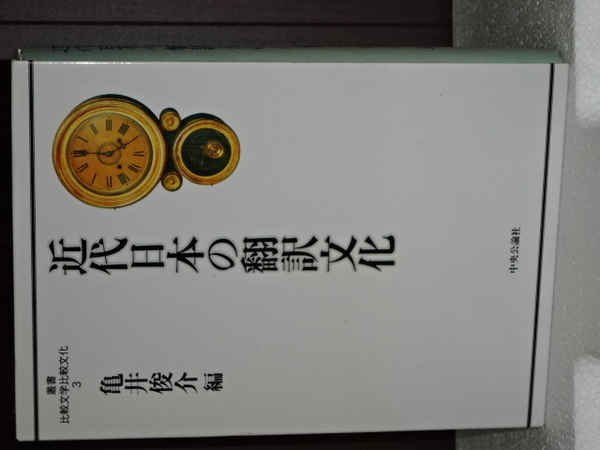 叢書
比較文学比較文化
3
近代日本の翻訳文化
亀井俊介 編
中央公論社